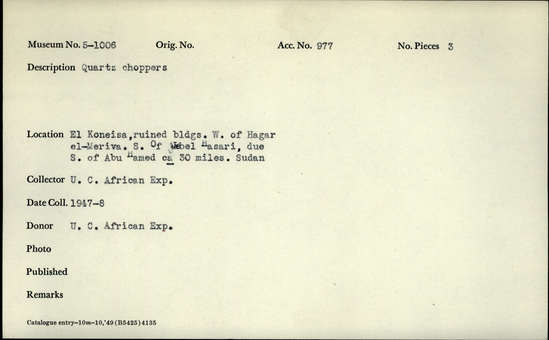 Museum No. 5-1006 Orig. No. Acc. No. 977 No. Pieces 3
Description Quartz choppers
Location El Koneisa,ruined bldgs. W. of Hagar
el-Meriva. S. Of Jebel Hasari, due
S. of Abu Hamed ca 30 miles. Sudan
Collector U. C. African Exp.
Date Coll. 1947-8
Donor U. C. African Exp.
Photo
Published
Remarks
Catalogue entry-10m-10,'49 (B5425) 4135